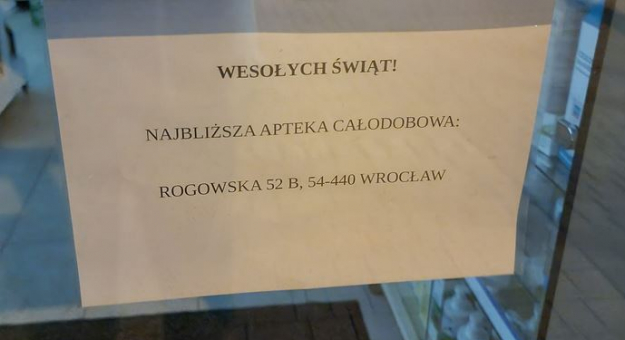 WESOŁYCH ŚWIĄT!
NAJBLIŻSZA APTEKA CAŁODOBOWA:
ROGOWSKA 52 B, 54-440 WROCŁAW